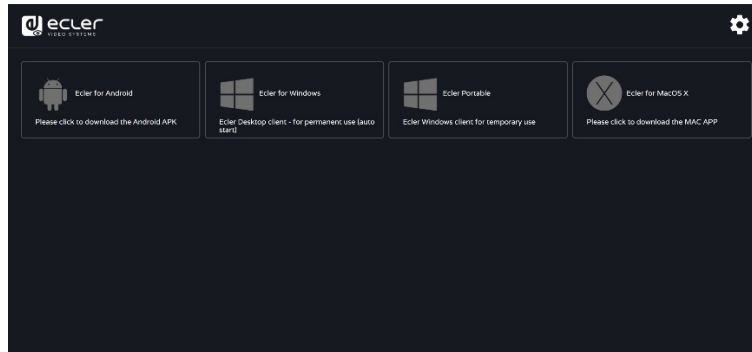 ecler
VIDEO SYSTEMS
Ecler for Android
Please click to download the Android APK
Ecler for Windows
Ecler Desktop client - for permanent use (auto
start)
Ecler Portable
Ecler Windows client for temporary use
Ecler for MacOS X
Please click to download the MAC APP